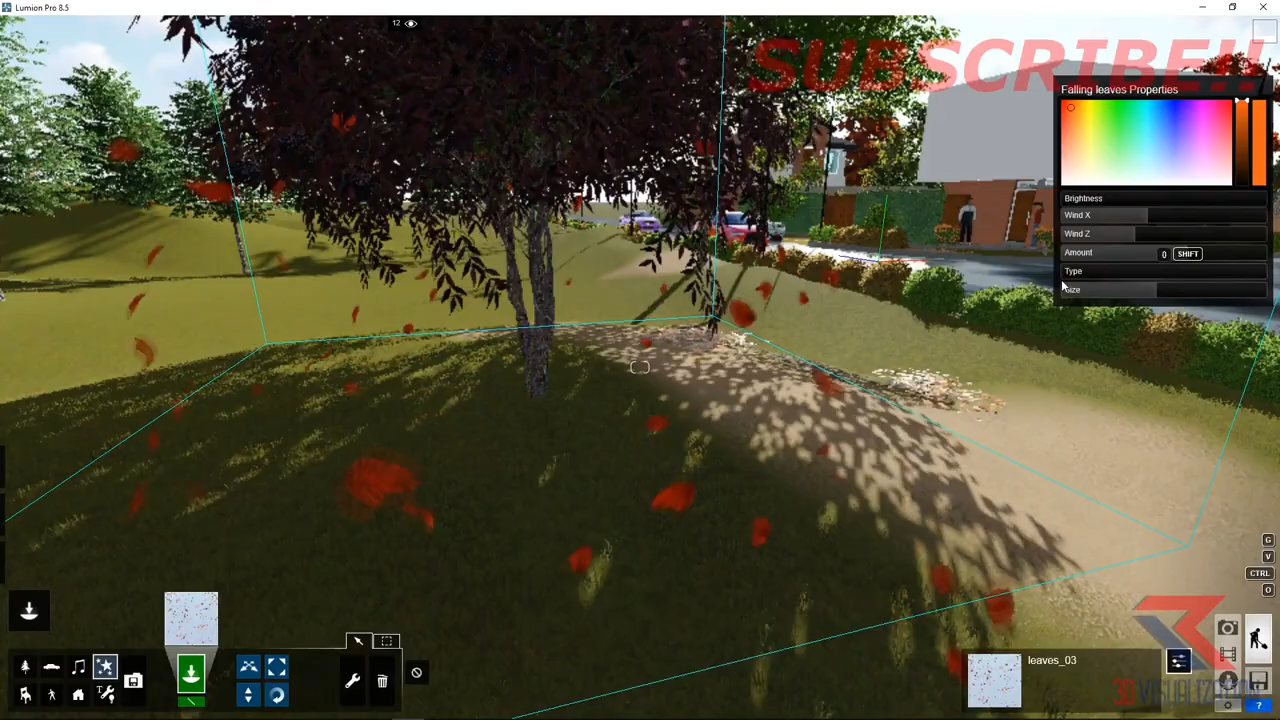 Lumion Pro 8.5
12
SUBSCRIBE!!
Falling leaves Properties
Brightness
Wind X
Wind Z
Amount
0 SHIFT
Type
Size
G
V
CTRL
O
leaves_03
3D VISUALIZATION
?